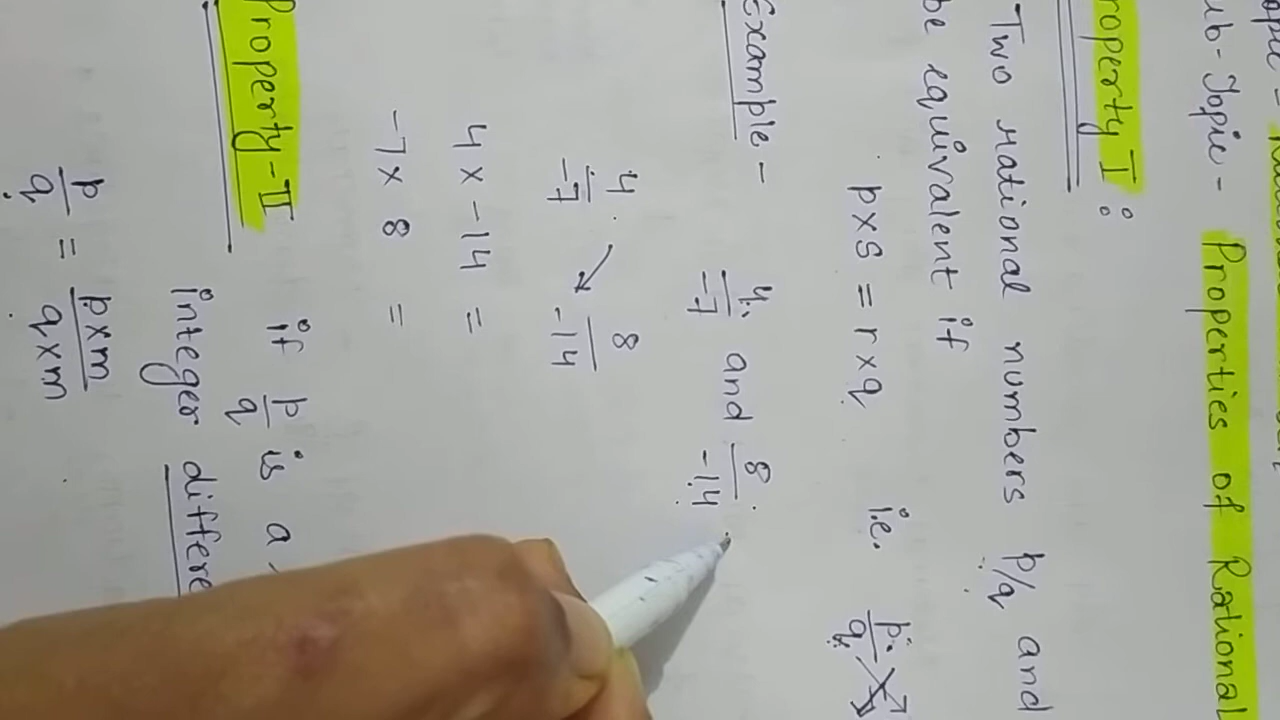 Sub-Topic - Properties of Rational
Property I :
Two rational numbers p/q and
be equivalent if
p × s = r × q i.e. p/q
Example - 4/-7 and 8/-14
4/-7 8/-14
4 × -14 =
-7 × 8 =
Property-II if p/q is a
integer differe
p/q = p×m/q×m